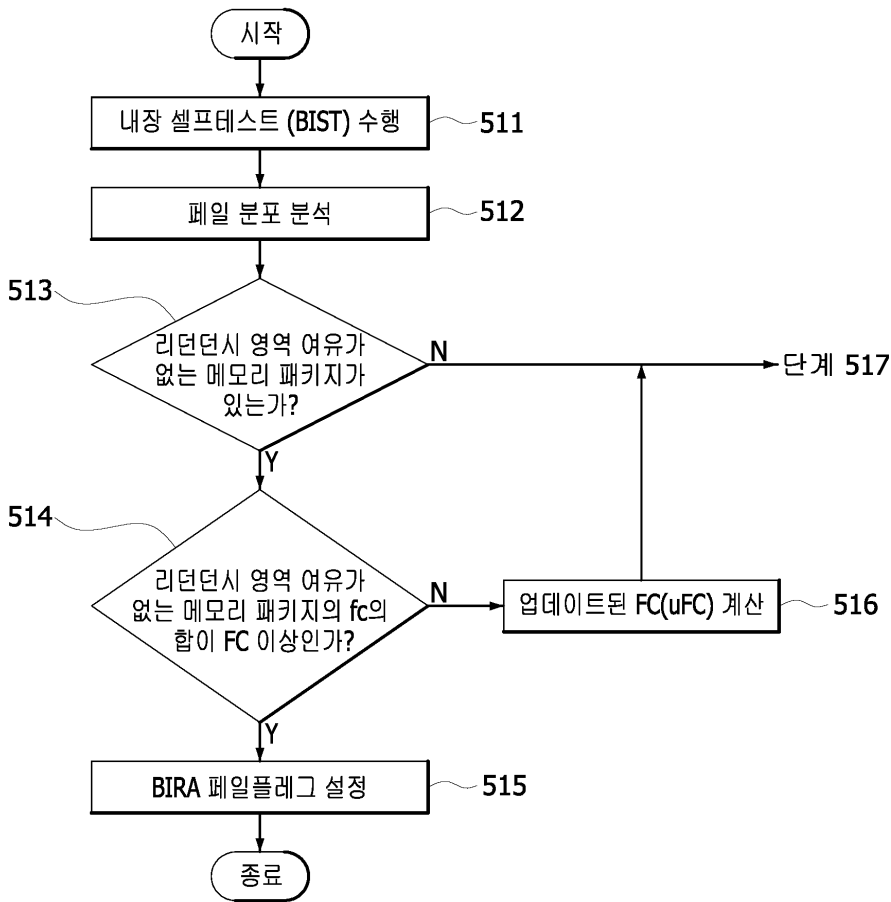 시작
내장 셀프테스트 (BIST) 수행
511
페일 분포 분석
512
513
리던던시 영역 여유가
없는 메모리 패키지가
있는가?
N
단계 517
Y
514
리던던시 영역 여유가
없는 메모리 패키지의 fc의
합이 FC 이상인가?
N
업데이트된 FC(uFC) 계산
516
Y
BIRA 페일플레그 설정
515
종료